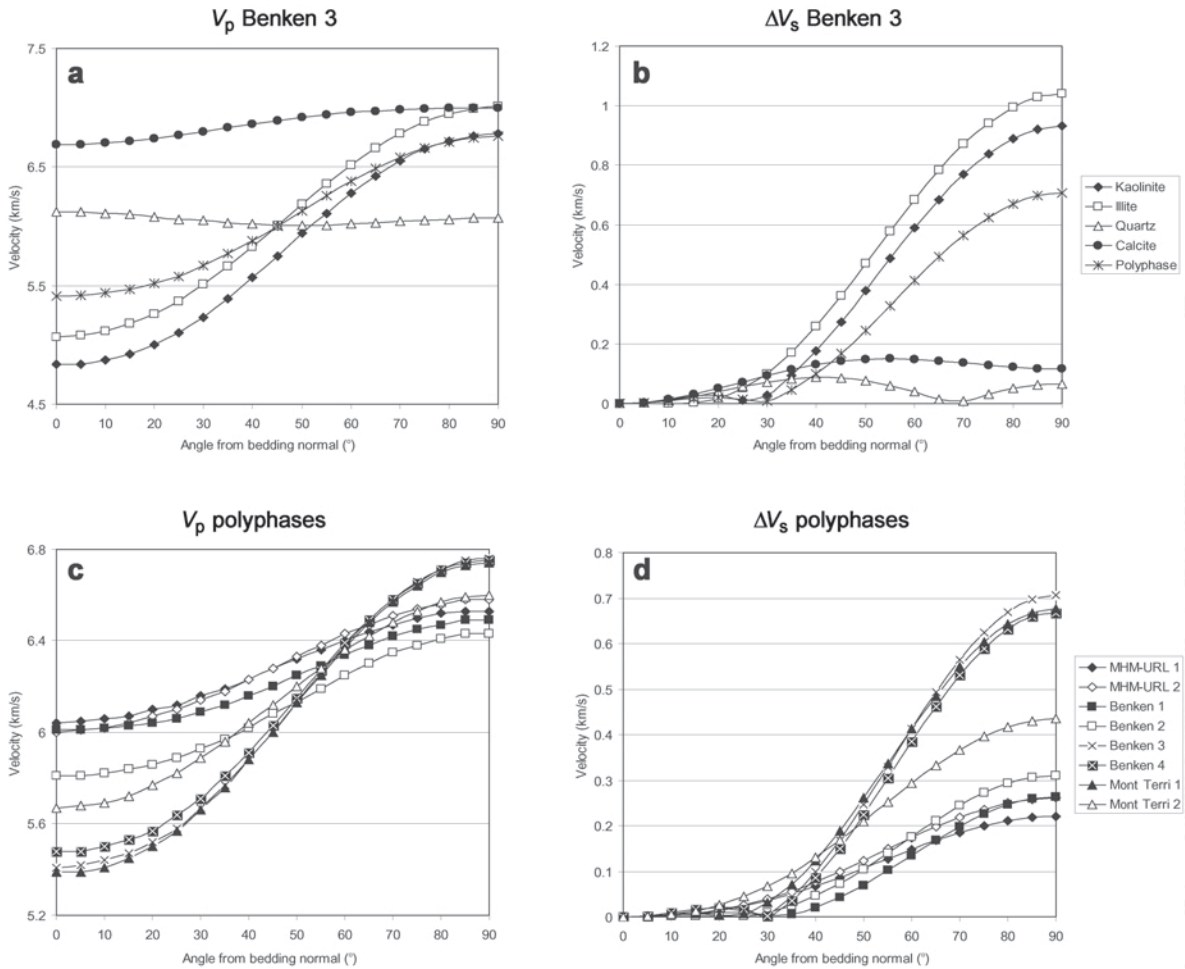 Vp Benken 3
a
7.5
6.5
5.5
4.5
Velocity (km/s)
0 10 20 30 40 50 60 70 80 90
Angle from bedding normal (°)
ΔVs Benken 3
b
1.2
1
0.8
0.6
0.4
0.2
0
Velocity (km/s)
0 10 20 30 40 50 60 70 80 90
Angle from bedding normal (°)
Kaolinite
Illite
Quartz
Calcite
Polyphase
Vp polyphases
c
6.8
6.4
6
5.6
5.2
Velocity (km/s)
0 10 20 30 40 50 60 70 80 90
Angle from bedding normal (°)
ΔVs polyphases
d
0.8
0.7
0.6
0.5
0.4
0.3
0.2
0.1
0
Velocity (km/s)
0 10 20 30 40 50 60 70 80 90
Angle from bedding normal (°)
MHM-URL 1
MHM-URL 2
Benken 1
Benken 2
Benken 3
Benken 4
Mont Terri 1
Mont Terri 2